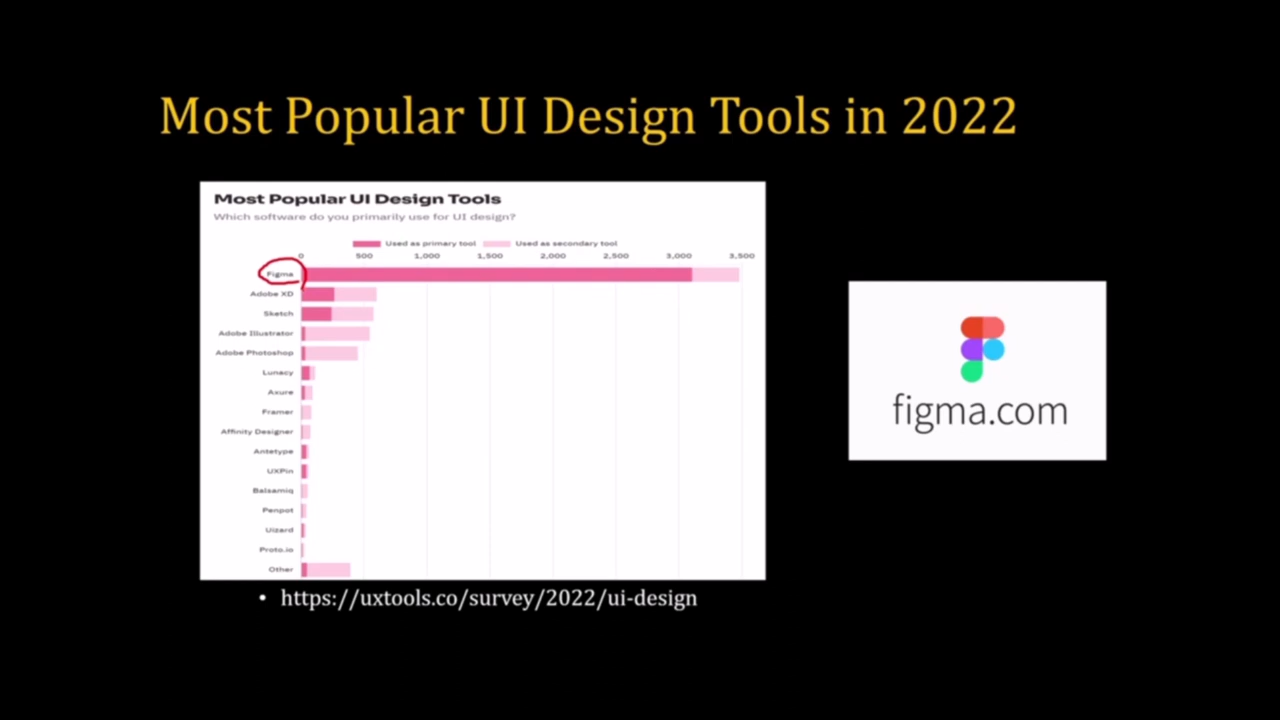 Most Popular UI Design Tools in 2022
Most Popular UI Design Tools
Which software do you primarily use for UI design?
Used as primary tool Used as secondary tool
0 500 1,000 1,500 2,000 2,500 3,000 3,500
Figma
Adobe XD
Sketch
Adobe Illustrator
Adobe Photoshop
Lunacy
Axure
Framer
Affinity Designer
Antetype
UXPin
Balsamiq
Penpot
Uizard
Proto.io
Other
figma.com
• https://uxtools.co/survey/2022/ui-design